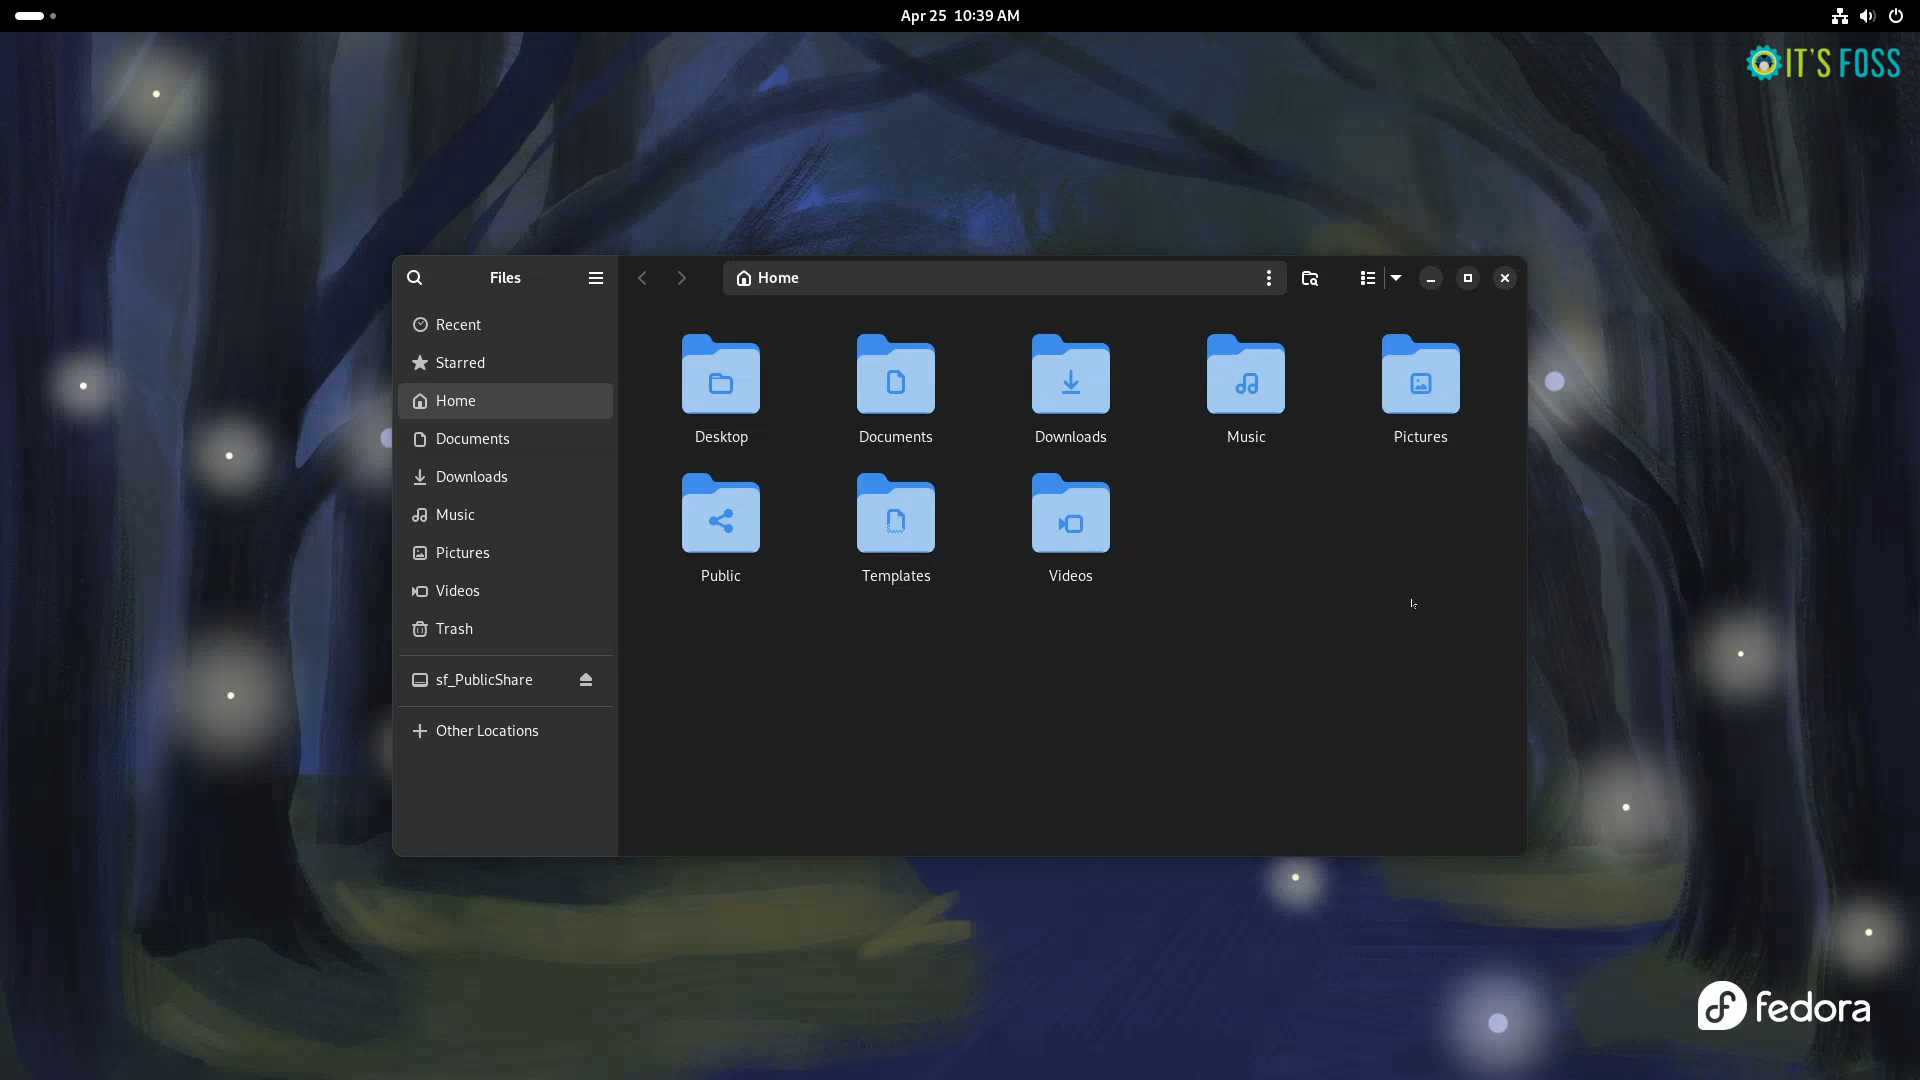 Apr 25 10:39 AM
IT'S FOSS
Files
Home
Recent
Starred
Home
Documents
Downloads
Music
Pictures
Videos
Trash
sf_PublicShare
Other Locations
Desktop
Documents
Downloads
Music
Pictures
Public
Templates
Videos
fedora